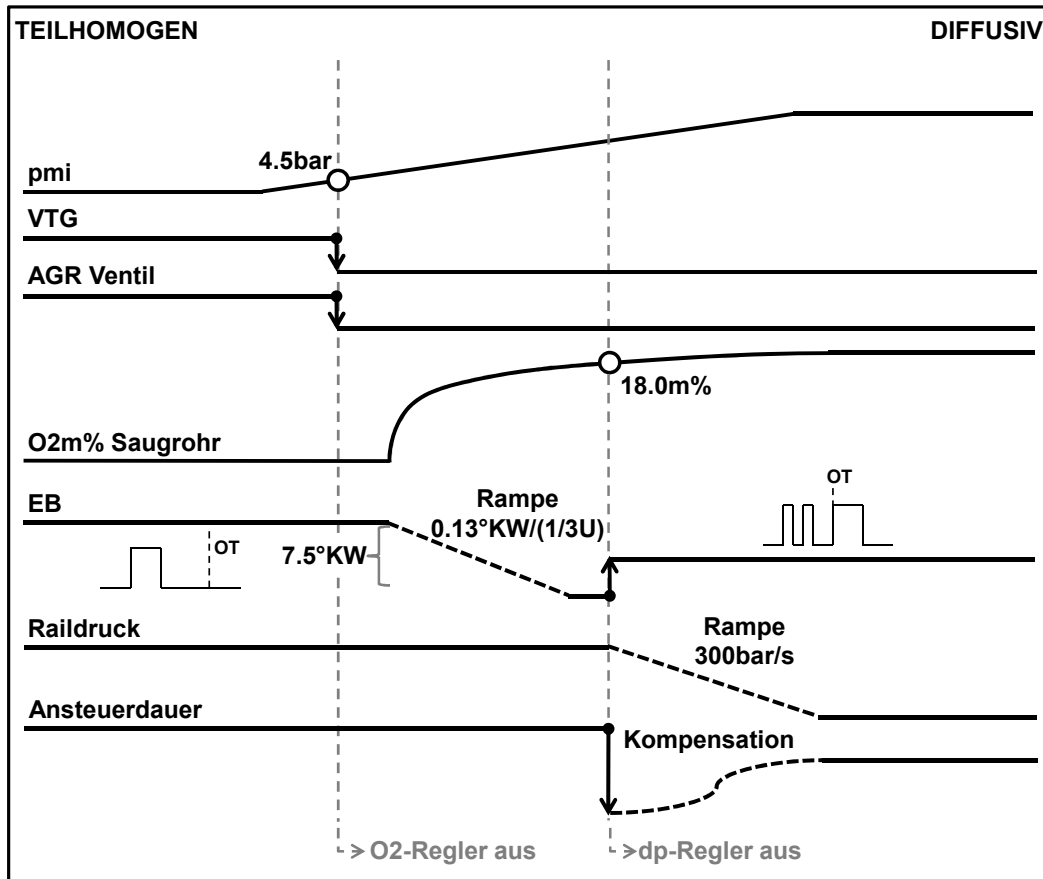 TEILHOMOGEN
DIFFUSIV
4.5bar
pmi
VTG
AGR Ventil
18.0m%
O2m% Saugrohr
OT
EB
Rampe
0.13°KW/(1/3U)
OT
7.5°KW
Raildruck
Rampe
300bar/s
Ansteuerdauer
Kompensation
O2-Regler aus
dp-Regler aus